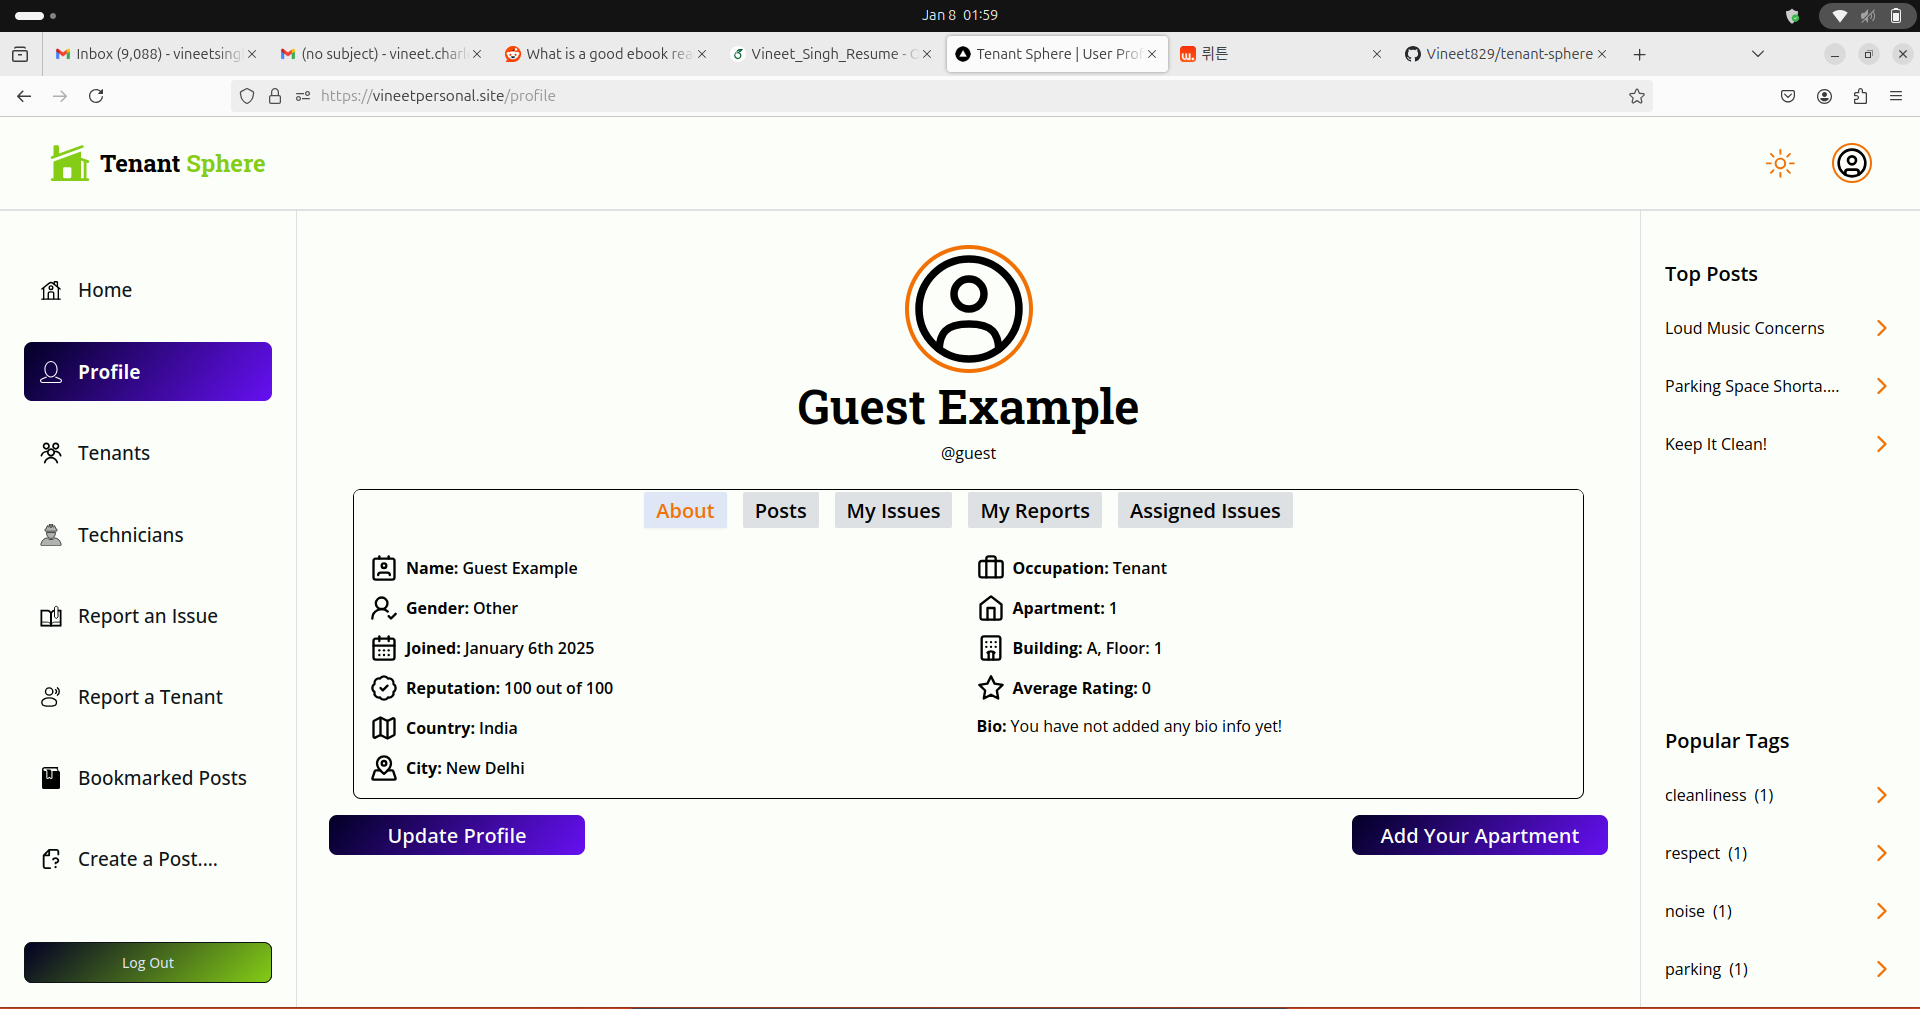 Jan 8 01:59
Inbox (9,088) - vineetsing
(no subject) - vineet.charl
What is a good ebook rea
Vineet_Singh_Resume - O
Tenant Sphere | User Prof
뤼튼
Vineet829/tenant-sphere
https://vineetpersonal.site/profile
Tenant Sphere
Home
Profile
Tenants
Technicians
Report an Issue
Report a Tenant
Bookmarked Posts
Create a Post....
Log Out
Guest Example
@guest
About Posts My Issues My Reports Assigned Issues
Name: Guest Example
Gender: Other
Joined: January 6th 2025
Reputation: 100 out of 100
Country: India
City: New Delhi
Occupation: Tenant
Apartment: 1
Building: A, Floor: 1
Average Rating: 0
Bio: You have not added any bio info yet!
Update Profile
Add Your Apartment
Top Posts
Loud Music Concerns
Parking Space Shorta....
Keep It Clean!
Popular Tags
cleanliness (1)
respect (1)
noise (1)
parking (1)